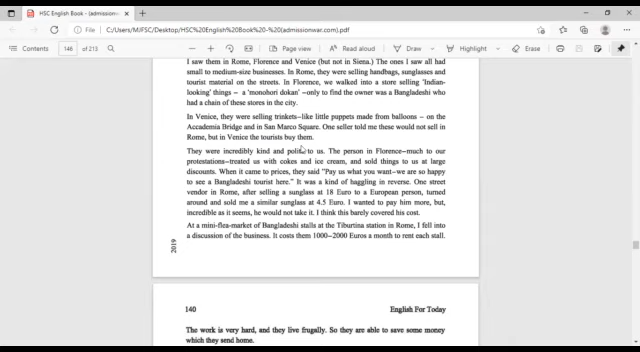 HSC English Book - (admissionwar.c
File | C:/Users/MJFSC/Desktop/HSC%20English%20Book%20-%20(admissionwar.com).pdf
Contents 146 of 213 Page view Read aloud Draw Highlight Erase
I saw them in Rome, Florence and Venice (but not in Siena.) The ones I saw all had
small to medium-size businesses. In Rome, they were selling handbags, sunglasses and
tourist material on the streets. In Florence, we walked into a store selling 'Indian-
looking' things – a 'monohori dokan' –only to find the owner was a Bangladeshi who
had a chain of these stores in the city.
In Venice, they were selling trinkets–like little puppets made from balloons – on the
Accademia Bridge and in San Marco Square. One seller told me these would not sell in
Rome, but in Venice the tourists buy them.
They were incredibly kind and polite to us. The person in Florence–much to our
protestations–treated us with cokes and ice cream, and sold things to us at large
discounts. When it came to prices, they said "Pay us what you want–we are so happy
to see a Bangladeshi tourist here." It was a kind of haggling in reverse. One street
vendor in Rome, after selling a sunglass at 18 Euro to a European person, turned
around and sold me a similar sunglass at 4.5 Euro. I wanted to pay him more, but,
incredible as it seems, he would not take it. I think this barely covered his cost.
At a mini-flea-market of Bangladeshi stalls at the Tiburtina station in Rome, I fell into
a discussion of the business. It costs them 1000–2000 Euros a month to rent each stall.
2019
140 English For Today
The work is very hard, and they live frugally. So they are able to save some money
which they send home.